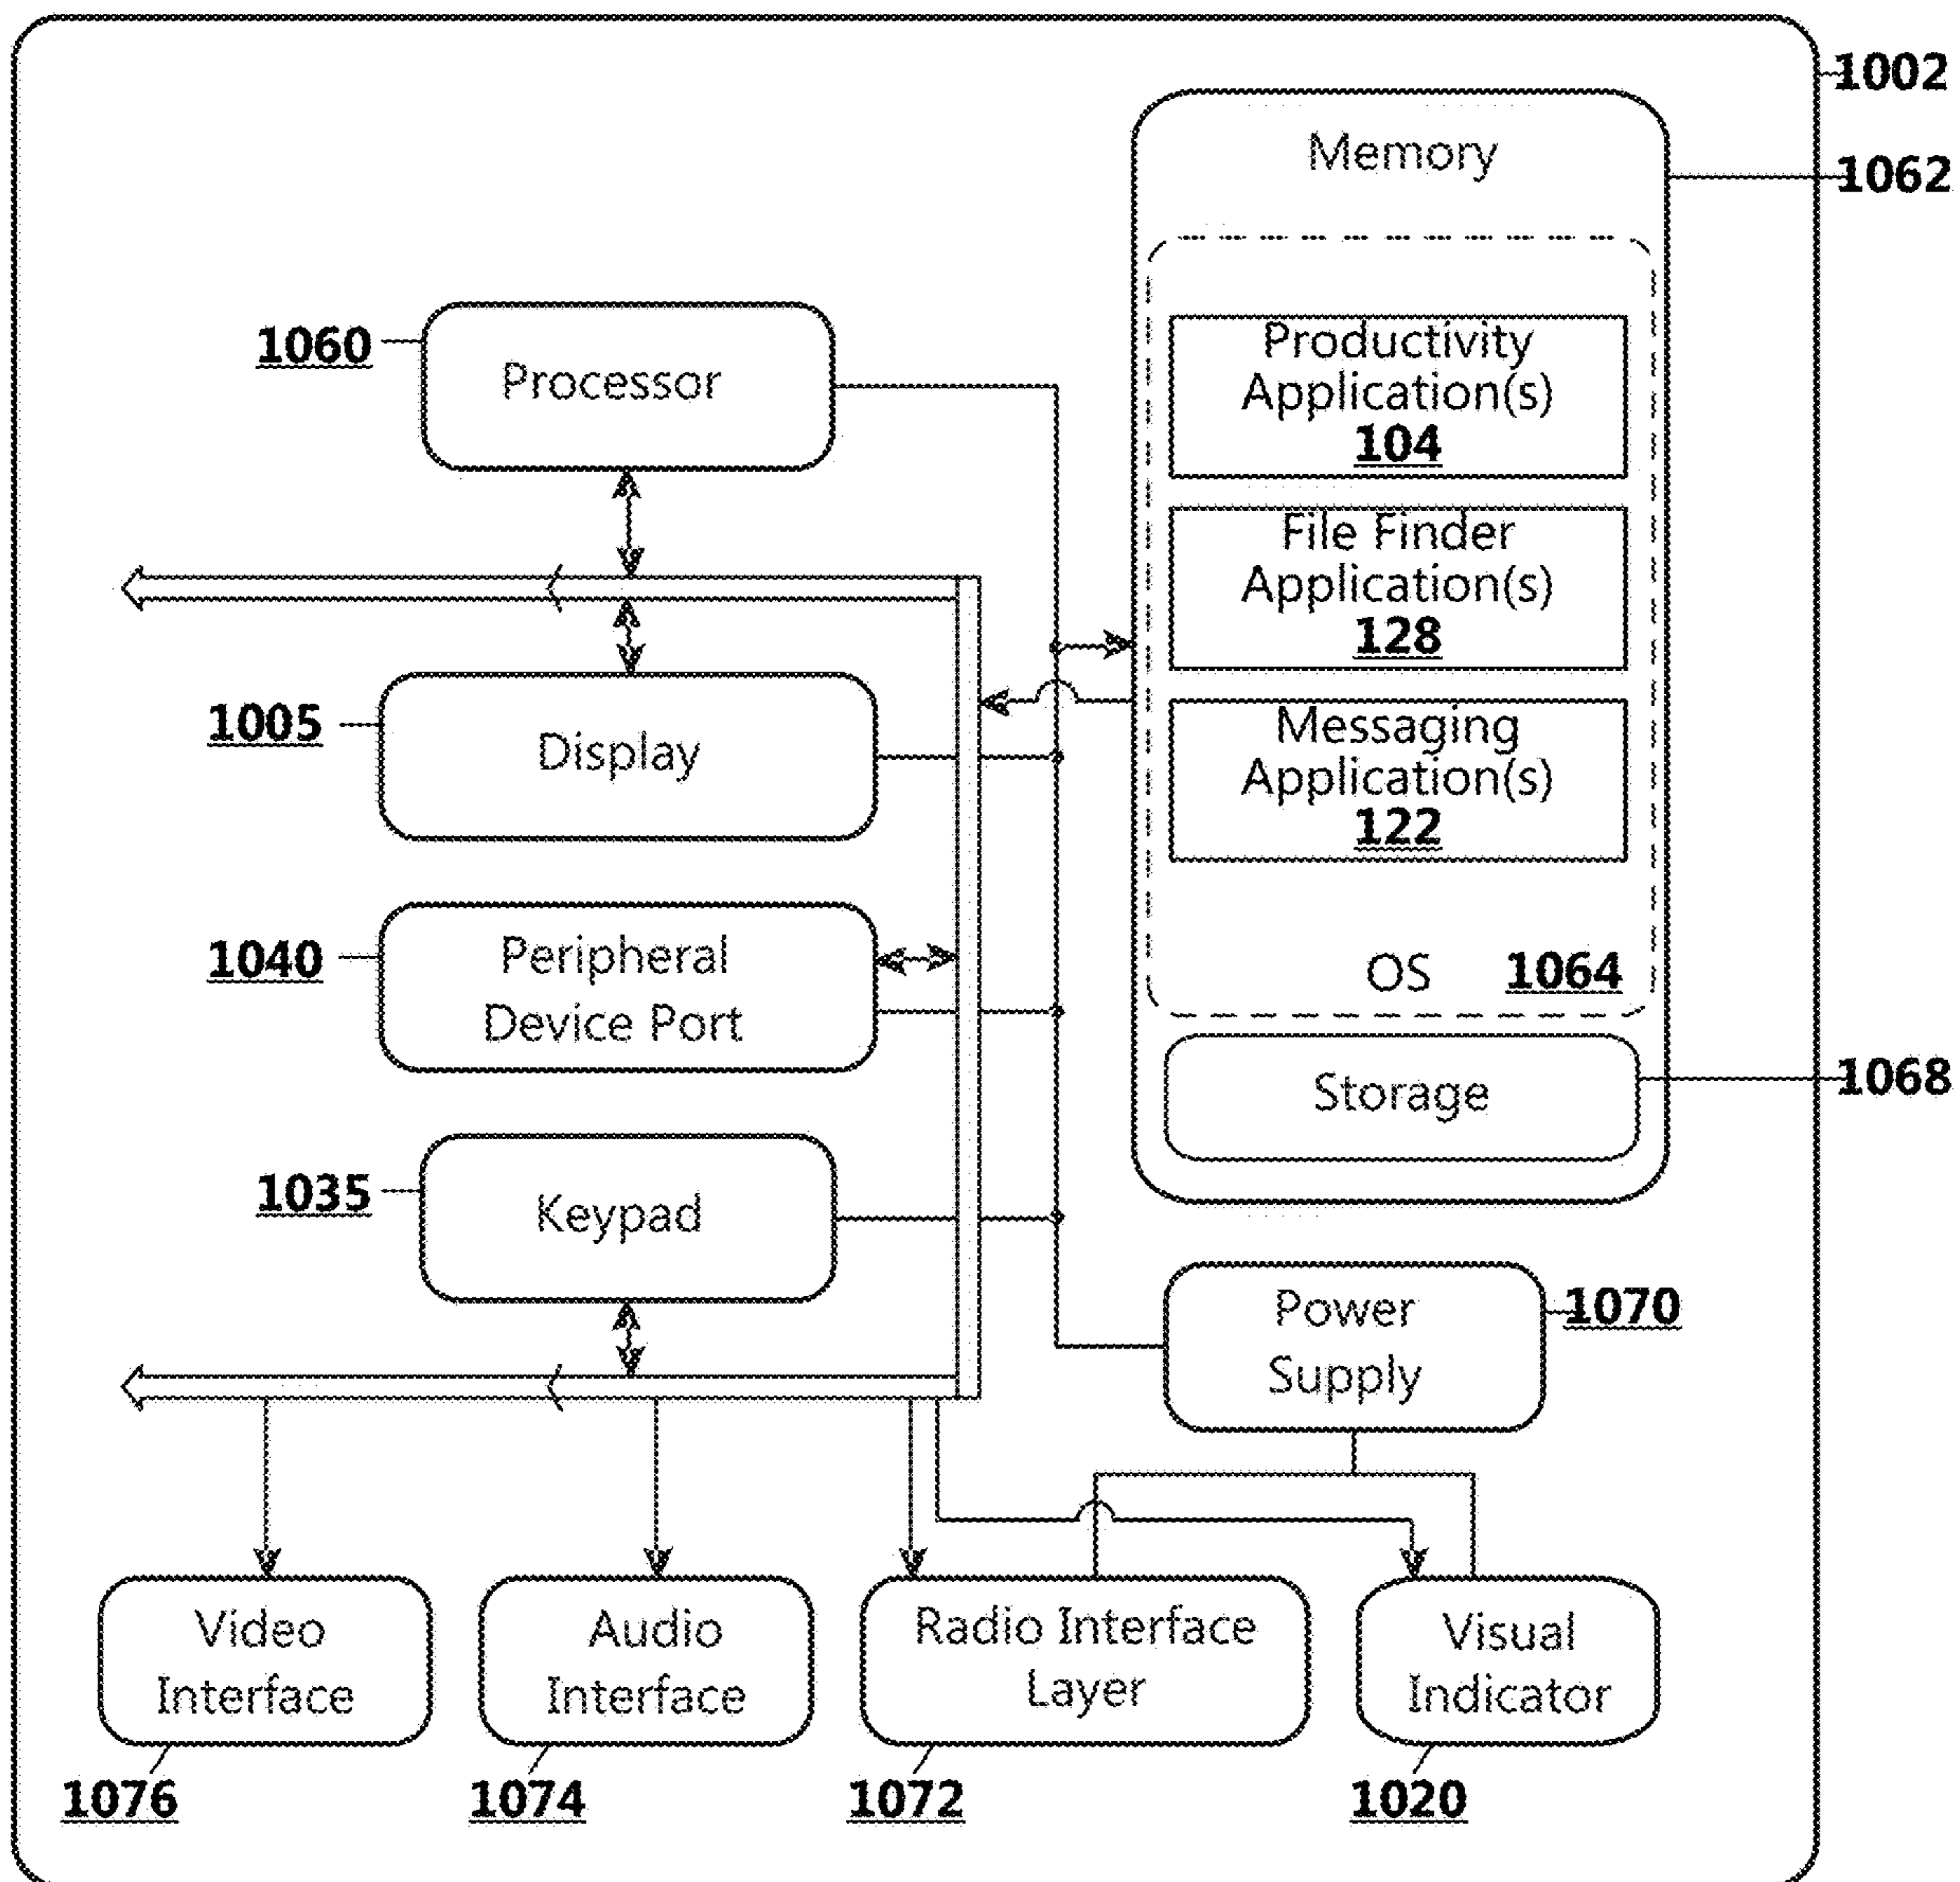 1002
Memory
1062
Productivity
Application(s)
104
1060
Processor
File Finder
Application(s)
128
1005
Display
Messaging
Application(s)
122
1040
Peripheral
Device Port
OS 1064
Storage
1068
1035
Keypad
Power
Supply
1070
Video
Interface
Audio
Interface
Radio Interface
Layer
Visual
Indicator
1076
1074
1072
1020